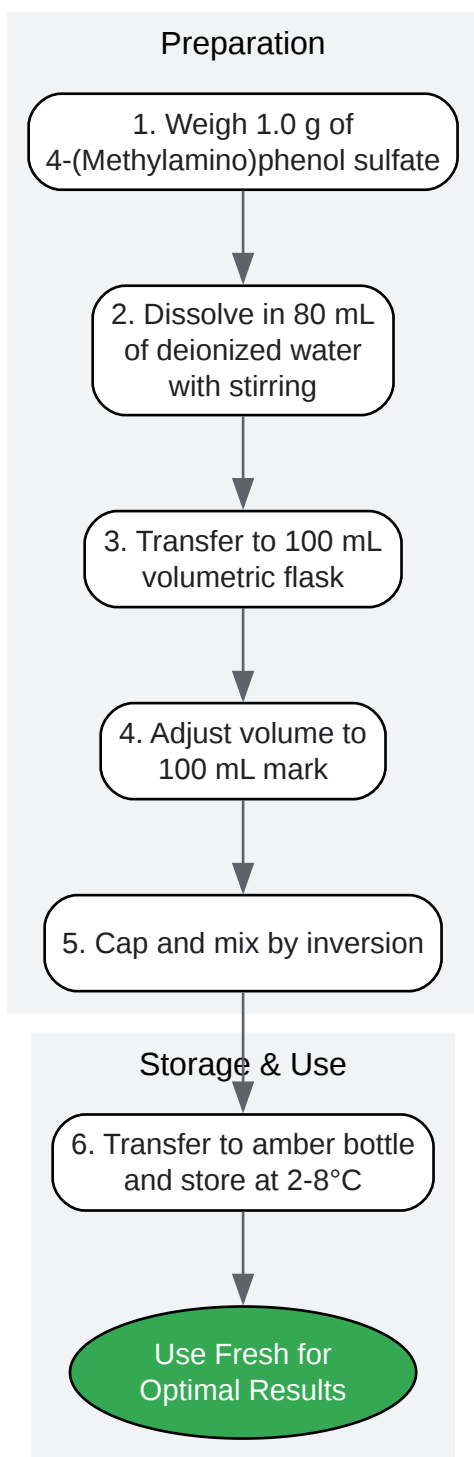 Preparation
1. Weigh 1.0 g of
4-(Methylamino)phenol sulfate
2. Dissolve in 80 mL
of deionized water
with stirring
3. Transfer to 100 mL
volumetric flask
4. Adjust volume to
100 mL mark
5. Cap and mix by inversion
Storage & Use
6. Transfer to amber bottle
and store at 2-8°C
Use Fresh for
Optimal Results